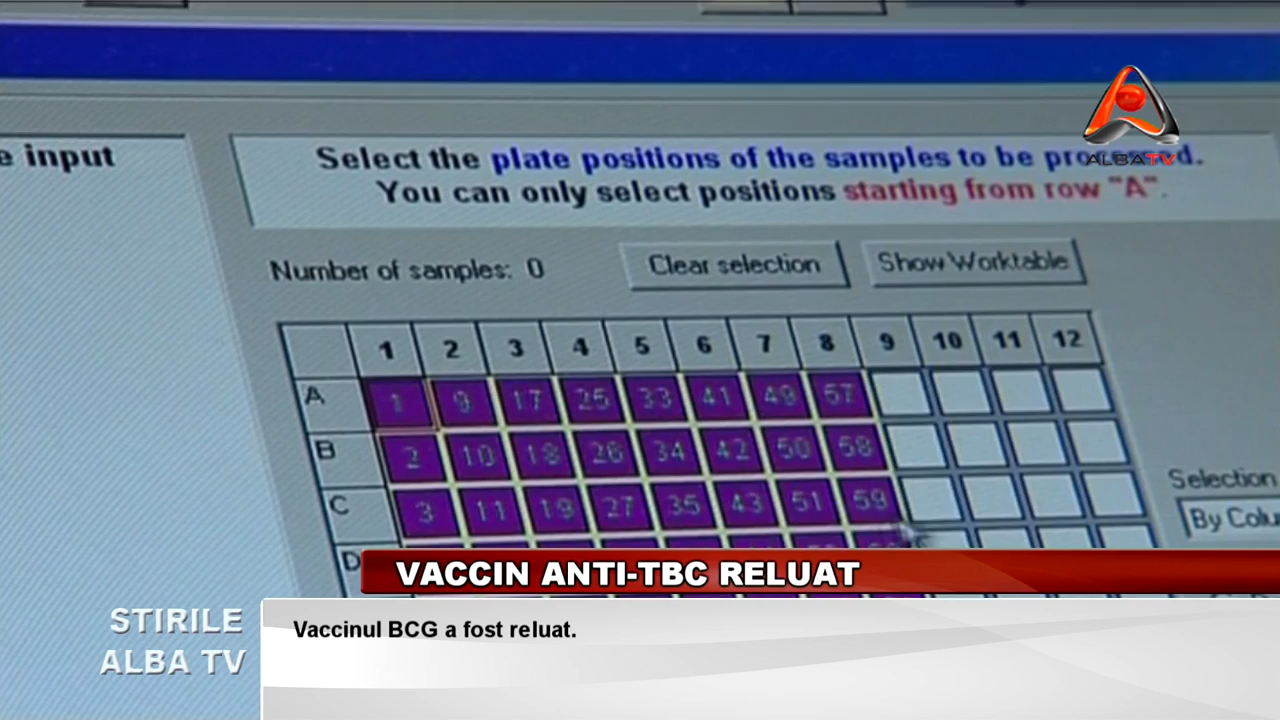 e input
Select the plate positions of the samples to be processed.
You can only select positions starting from row "A".
ALBA TV
Number of samples: 0
Clear selection
Show Worktable
1 2 3 4 5 6 7 8 9 10 11 12
A 1 9 17 25 33 41 49 57
B 2 10 18 26 34 42 50 58
C 3 11 19 27 35 43 51 59
Selection
By Colu
D
VACCIN ANTI-TBC RELUAT
STIRILE
ALBA TV
Vaccinul BCG a fost reluat.